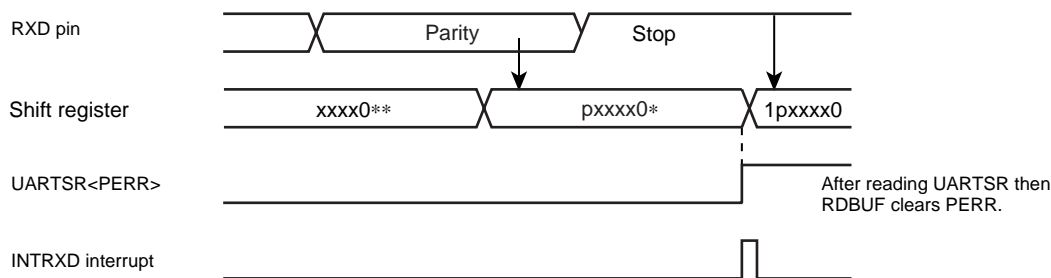 RXD pin
Parity
Stop
Shift register
xxxx0**
pxxxx0*
1pxxxx0
UARTSR<PERR>
After reading UARTSR then
RDBUF clears PERR.
INTRXD interrupt